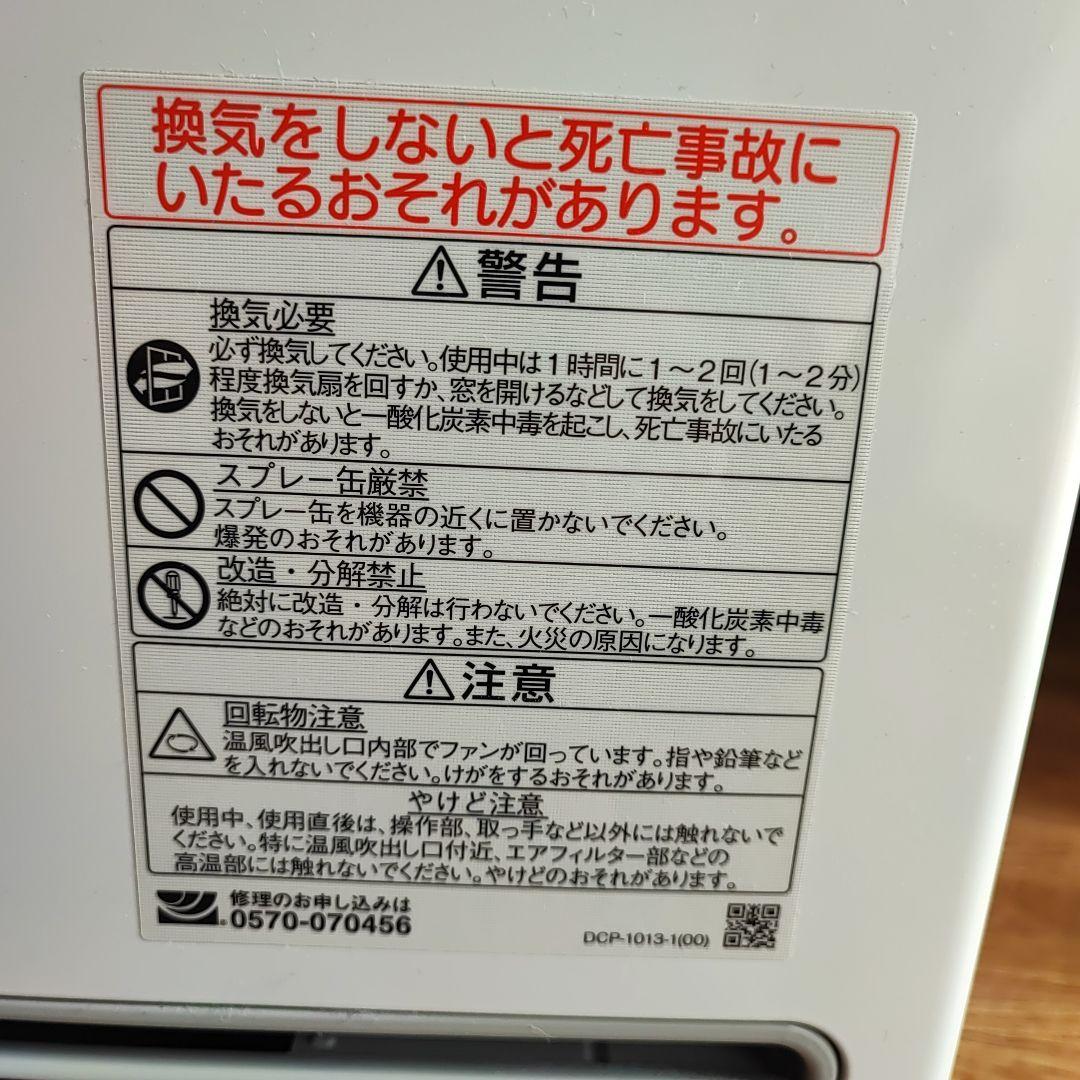 換気をしないと死亡事故に
いたるおそれがあります。
警告
換気必要
必ず換気してください。使用中は1時間に1～2回(1～2分)
程度換気扇を回すか、窓を開けるなどして換気をしてください。
換気をしないと一酸化炭素中毒を起こし、死亡事故にいたる
おそれがあります。
スプレー缶厳禁
スプレー缶を機器の近くに置かないでください。
爆発のおそれがあります。
改造・分解禁止
絶対に改造・分解は行わないでください。一酸化炭素中毒
などのおそれがあります。また、火災の原因になります。
注意
回転物注意
温風吹出し口内部でファンが回っています。指や鉛筆など
を入れないでください。けがをするおそれがあります。
やけど注意
使用中、使用直後は、操作部、取っ手など以外には触れないで
ください。特に温風吹出し口付近、エアフィルター部などの
高温部には触れないでください。やけどのおそれがあります。
修理のお申し込みは
0570-070456
DCP-1013-1(00)